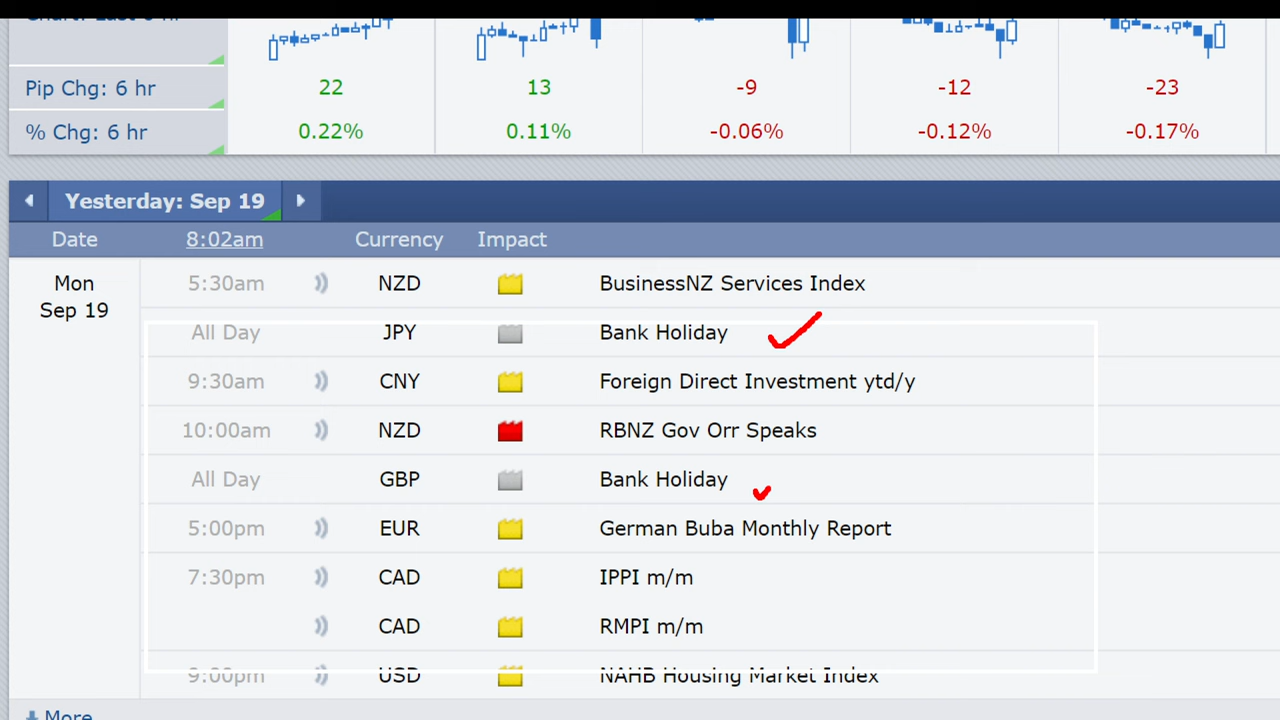 Chart: Last 6 hr
Pip Chg: 6 hr 22 13 -9 -12 -23
% Chg: 6 hr 0.22% 0.11% -0.06% -0.12% -0.17%
Yesterday: Sep 19
Date 8:02am Currency Impact
Mon 5:30am NZD BusinessNZ Services Index
Sep 19
All Day JPY Bank Holiday
9:30am CNY Foreign Direct Investment ytd/y
10:00am NZD RBNZ Gov Orr Speaks
All Day GBP Bank Holiday
5:00pm EUR German Buba Monthly Report
7:30pm CAD IPPI m/m
CAD RMPI m/m
9:00pm USD NAHB Housing Market Index
More